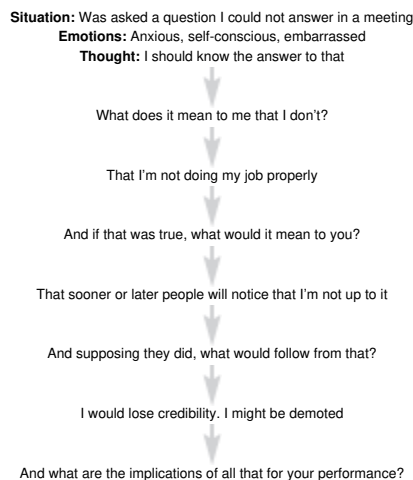 Situation: Was asked a question I could not answer in a meeting
Emotions: Anxious, self-conscious, embarrassed
Thought: I should know the answer to that
What does it mean to me that I don't?
That I'm not doing my job properly
And if that was true, what would it mean to you?
That sooner or later people will notice that I'm not up to it
And supposing they did, what would follow from that?
I would lose credibility. I might be demoted
And what are the implications of all that for your performance?